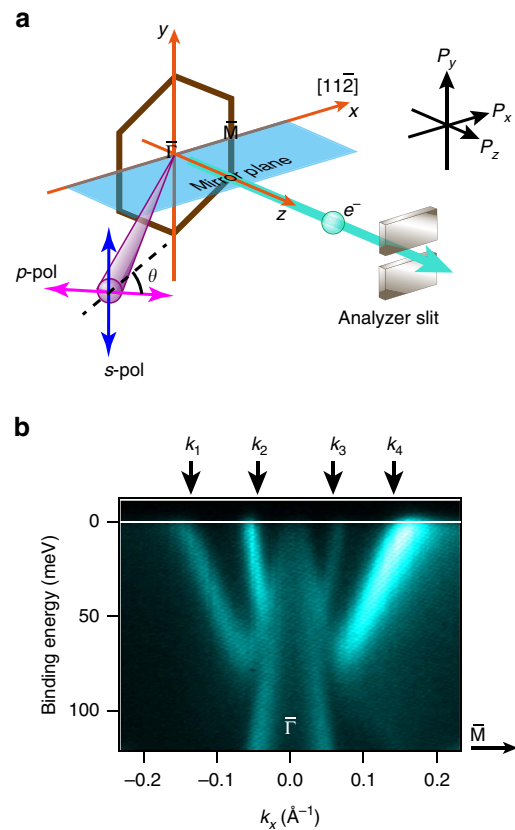 a
y
[112̄]
x
M̄
Γ̄
Mirror plane
z
e⁻
P_y
P_x
P_z
p-pol
θ
s-pol
Analyzer slit
b
k₁ k₂ k₃ k₄
0
50
100
Binding energy (meV)
Γ̄
M̄
–0.2 –0.1 0.0 0.1 0.2
k_x (Å⁻¹)